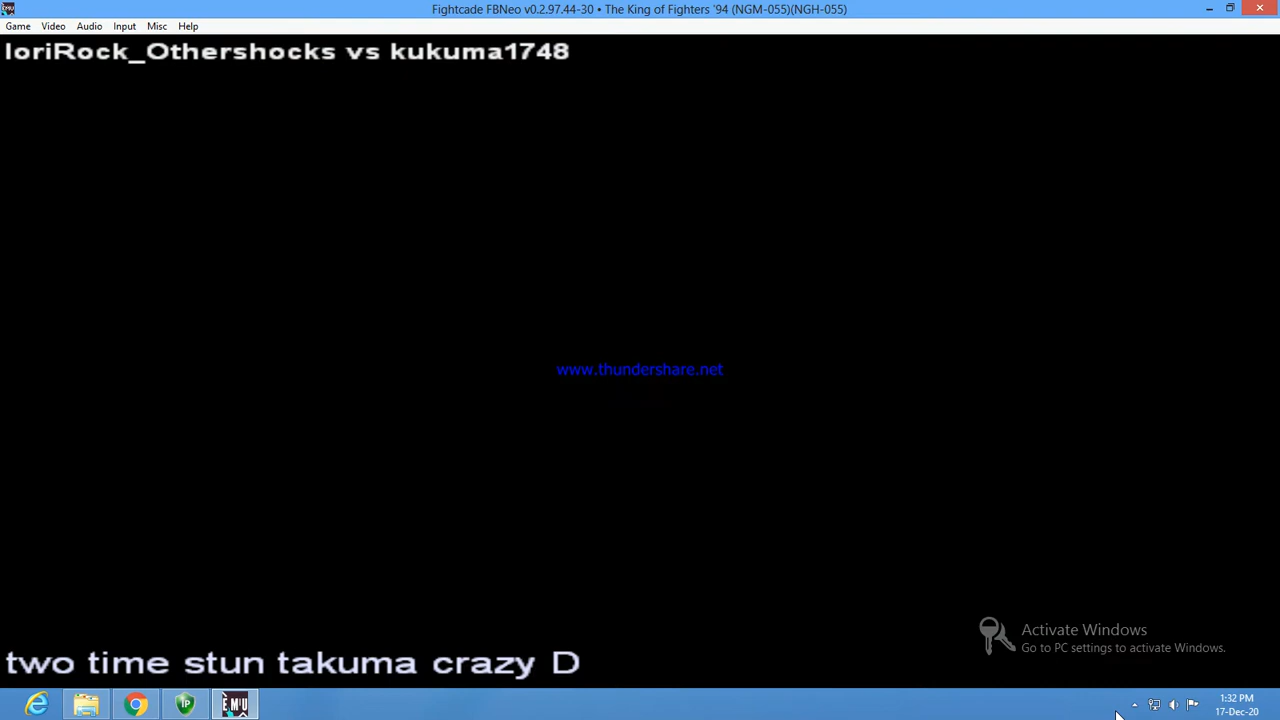 Fightcade FBNeo v0.2.97.44-30 • The King of Fighters '94 (NGM-055)(NGH-055)
Game Video Audio Input Misc Help
IoriRock_Othershocks vs kukuma1748
www.thundershare.net
Activate Windows
Go to PC settings to activate Windows.
two time stun takuma crazy D
IP EMU
1:32 PM
17-Dec-20